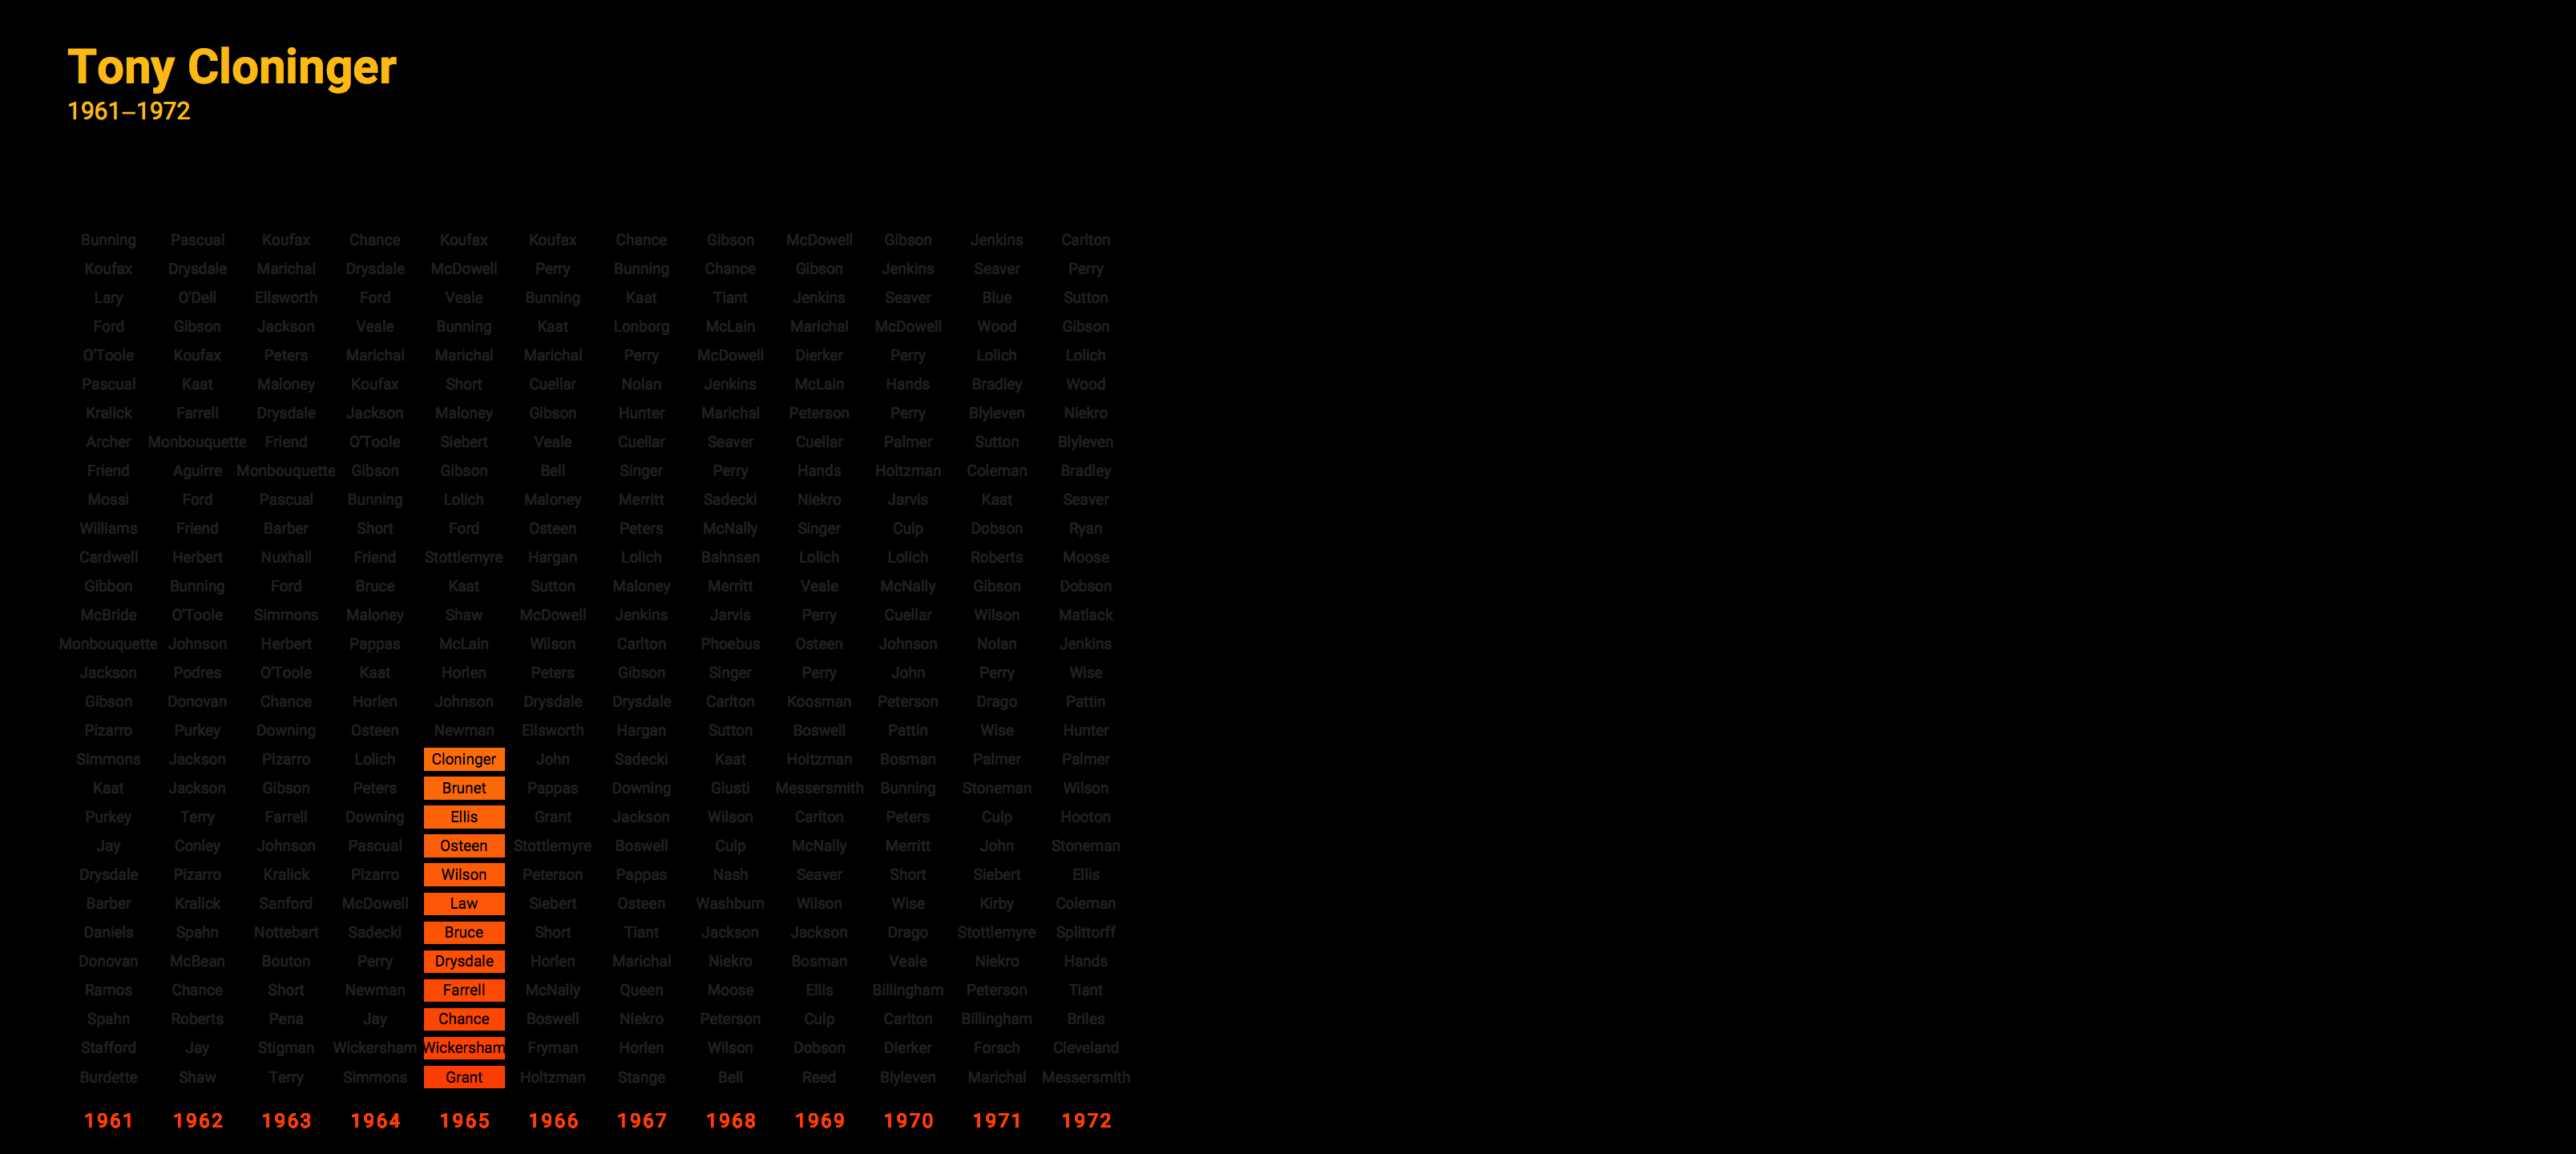 Tony Cloninger
1961–1972
Bunning Pascual Koufax Chance Koufax Koufax Chance Gibson McDowell Gibson Jenkins Carlton
Koufax Drysdale Marichal Drysdale McDowell Perry Bunning Chance Gibson Jenkins Seaver Perry
Lary O'Dell Ellsworth Ford Veale Bunning Kaat Tiant Jenkins Seaver Blue Sutton
Ford Gibson Jackson Veale Bunning Kaat Lonborg McLain Marichal McDowell Wood Gibson
O'Toole Koufax Peters Marichal Marichal Marichal Perry McDowell Dierker Perry Lolich Lolich
Pascual Kaat Maloney Koufax Short Cuellar Nolan Jenkins McLain Hands Bradley Wood
Kralick Farrell Drysdale Jackson Maloney Gibson Hunter Marichal Peterson Perry Blyleven Niekro
Archer Monbouquette Friend O'Toole Siebert Veale Cuellar Seaver Cuellar Palmer Sutton Blyleven
Friend Aguirre Monbouquette Gibson Gibson Bell Singer Perry Hands Holtzman Coleman Bradley
Mossi Ford Pascual Bunning Lolich Maloney Merritt Sadecki Niekro Jarvis Kaat Seaver
Williams Friend Barber Short Ford Osteen Peters McNally Singer Culp Dobson Ryan
Cardwell Herbert Nuxhall Friend Stottlemyre Hargan Lolich Bahnsen Lolich Lolich Roberts Moose
Gibbon Bunning Ford Bruce Kaat Sutton Maloney Merritt Veale McNally Gibson Dobson
McBride O'Toole Simmons Maloney Shaw McDowell Jenkins Jarvis Perry Cuellar Wilson Matlack
Monbouquette Johnson Herbert Pappas McLain Wilson Carlton Phoebus Osteen Johnson Nolan Jenkins
Jackson Podres O'Toole Kaat Horlen Peters Gibson Singer Perry John Perry Wise
Gibson Donovan Chance Horlen Johnson Drysdale Drysdale Carlton Koosman Peterson Drago Pattin
Pizarro Purkey Downing Osteen Newman Ellsworth Hargan Sutton Boswell Pattin Wise Hunter
Simmons Jackson Pizarro Lolich Cloninger John Sadecki Kaat Holtzman Bosman Palmer Palmer
Kaat Jackson Gibson Peters Brunet Pappas Downing Giusti Messersmith Bunning Stoneman Wilson
Purkey Terry Farrell Downing Ellis Grant Jackson Wilson Carlton Peters Culp Hooton
Jay Conley Johnson Pascual Osteen Stottlemyre Boswell Culp McNally Merritt John Stoneman
Drysdale Pizarro Kralick Pizarro Wilson Peterson Pappas Nash Seaver Short Siebert Ellis
Barber Kralick Sanford McDowell Law Siebert Osteen Washburn Wilson Wise Kirby Coleman
Daniels Spahn Nottebart Sadecki Bruce Short Tiant Jackson Jackson Drago Stottlemyre Splittorff
Donovan McBean Bouton Perry Drysdale Horlen Marichal Niekro Bosman Veale Niekro Hands
Ramos Chance Short Newman Farrell McNally Queen Moose Ellis Billingham Peterson Tiant
Spahn Roberts Pena Jay Chance Boswell Niekro Peterson Culp Carlton Billingham Briles
Stafford Jay Stigman Wickersham Wickersham Fryman Horlen Wilson Dobson Dierker Forsch Cleveland
Burdette Shaw Terry Simmons Grant Holtzman Stange Bell Reed Blyleven Marichal Messersmith
1961 1962 1963 1964 1965 1966 1967 1968 1969 1970 1971 1972